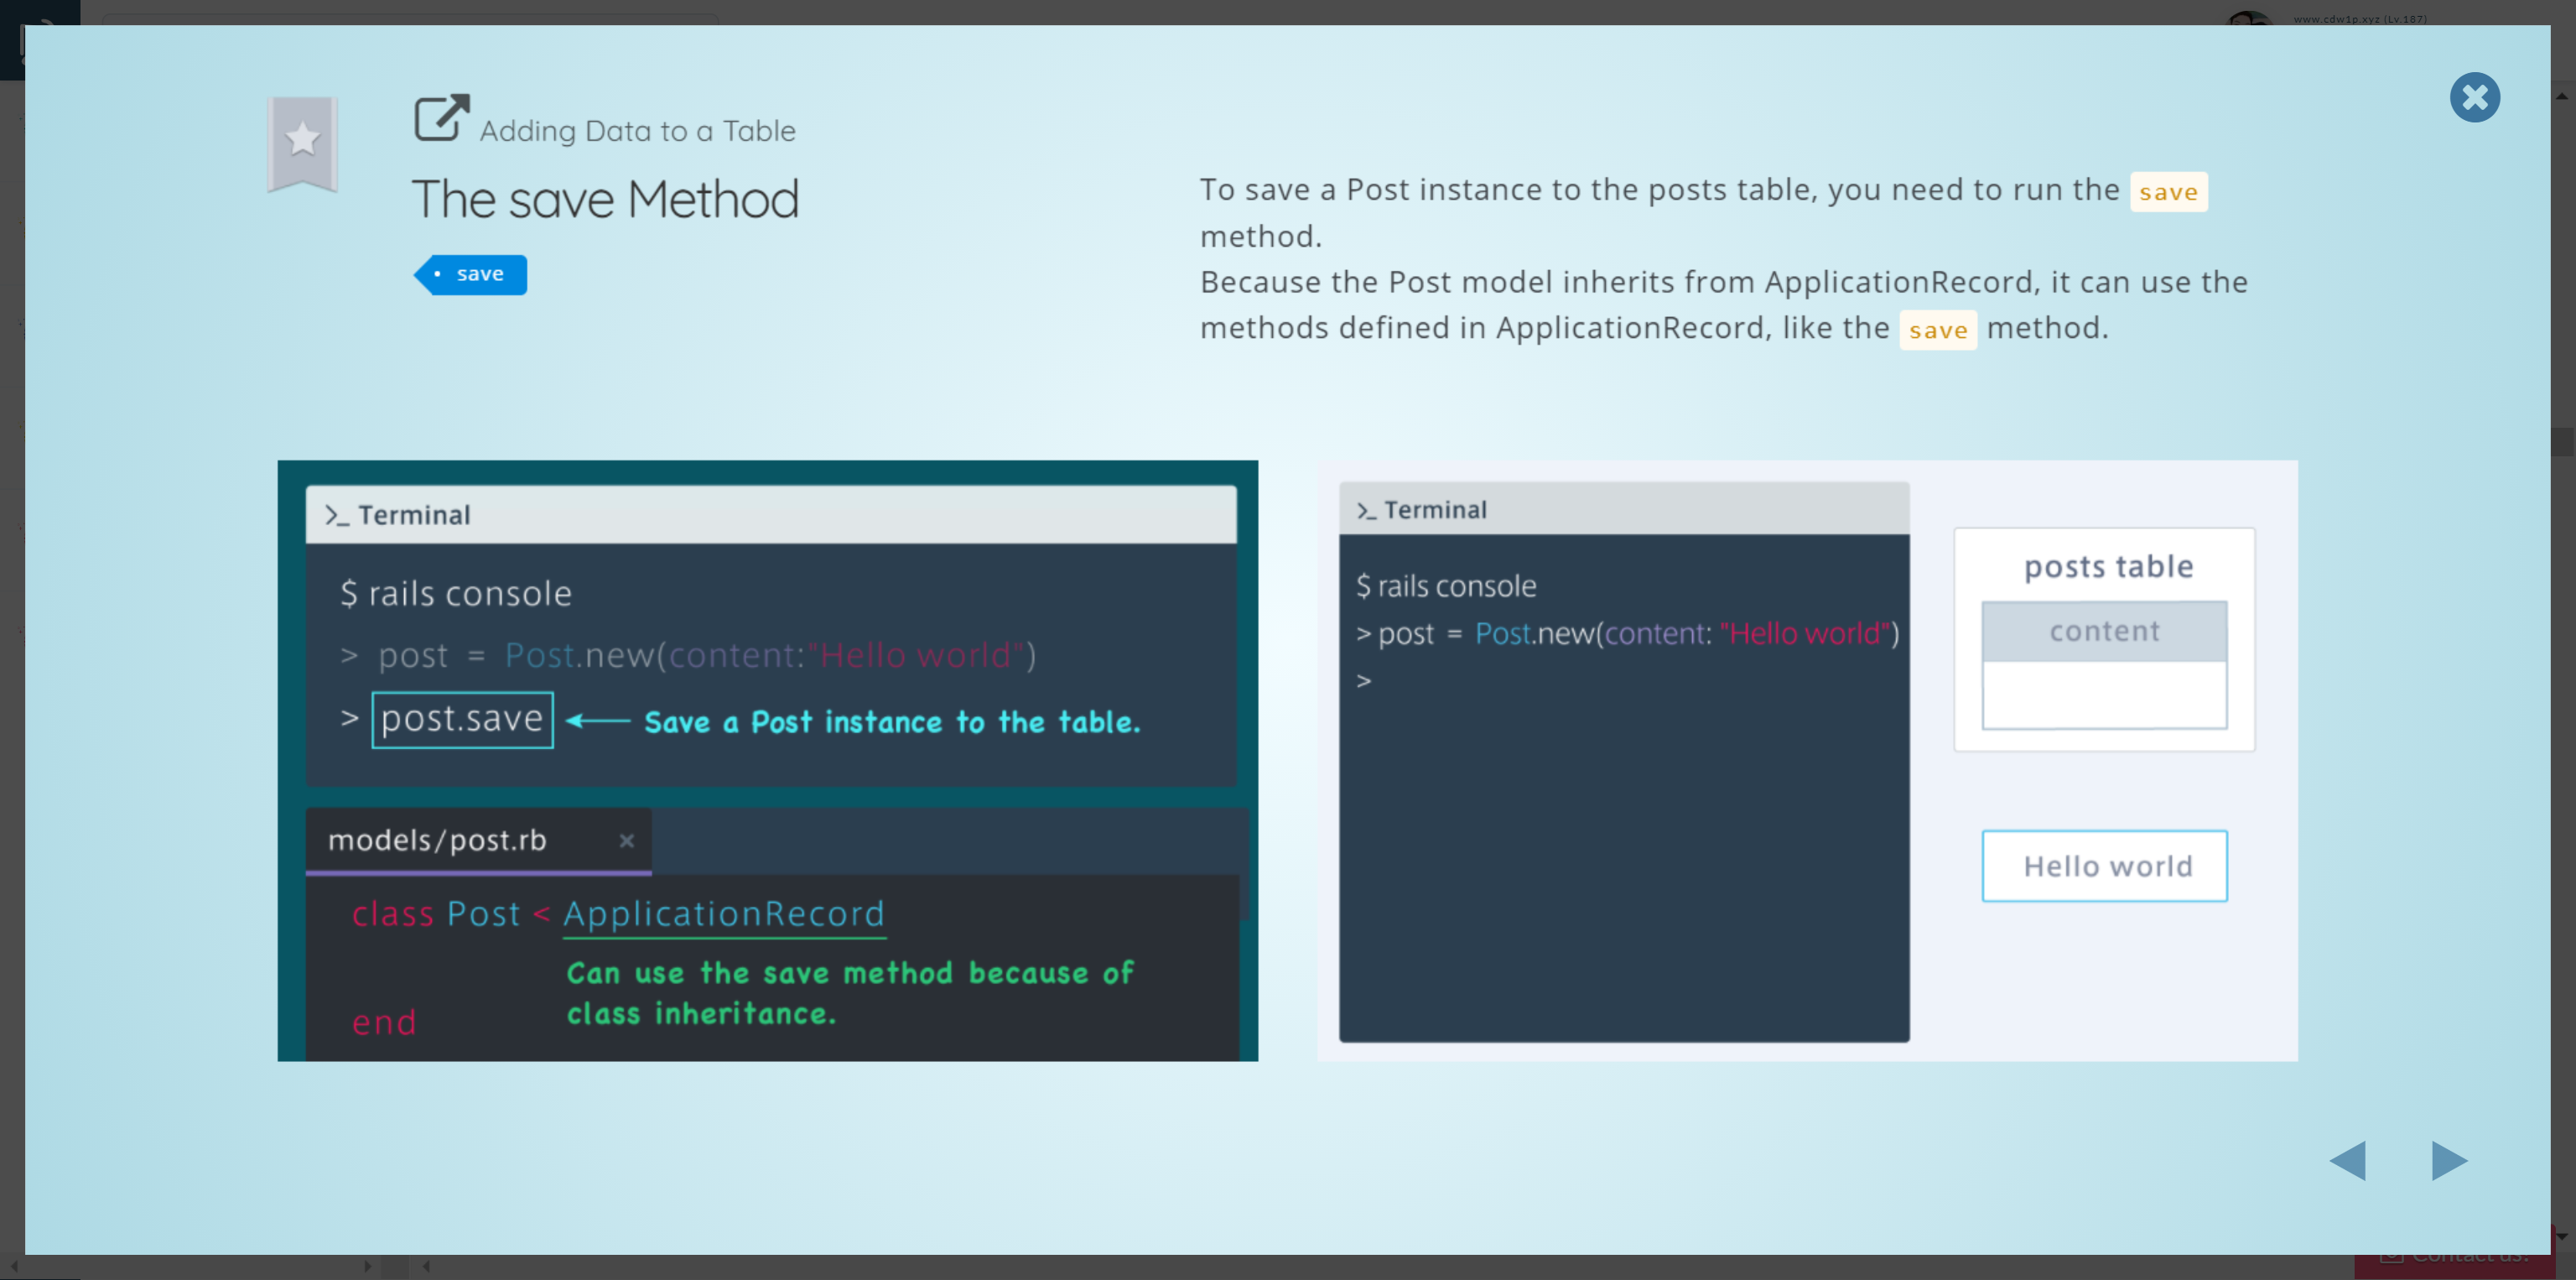 www.cdw1p.xyz (Lv.187)
Adding Data to a Table
The save Method
save
To save a Post instance to the posts table, you need to run the save
method.
Because the Post model inherits from ApplicationRecord, it can use the
methods defined in ApplicationRecord, like the save method.
>_ Terminal
$ rails console
> post = Post.new(content:"Hello world")
> post.save
Save a Post instance to the table.
models/post.rb ×
class Post < ApplicationRecord
Can use the save method because of
class inheritance.
end
>_ Terminal
$ rails console
> post = Post.new(content: "Hello world")
>
posts table
content
Hello world
Contact us!